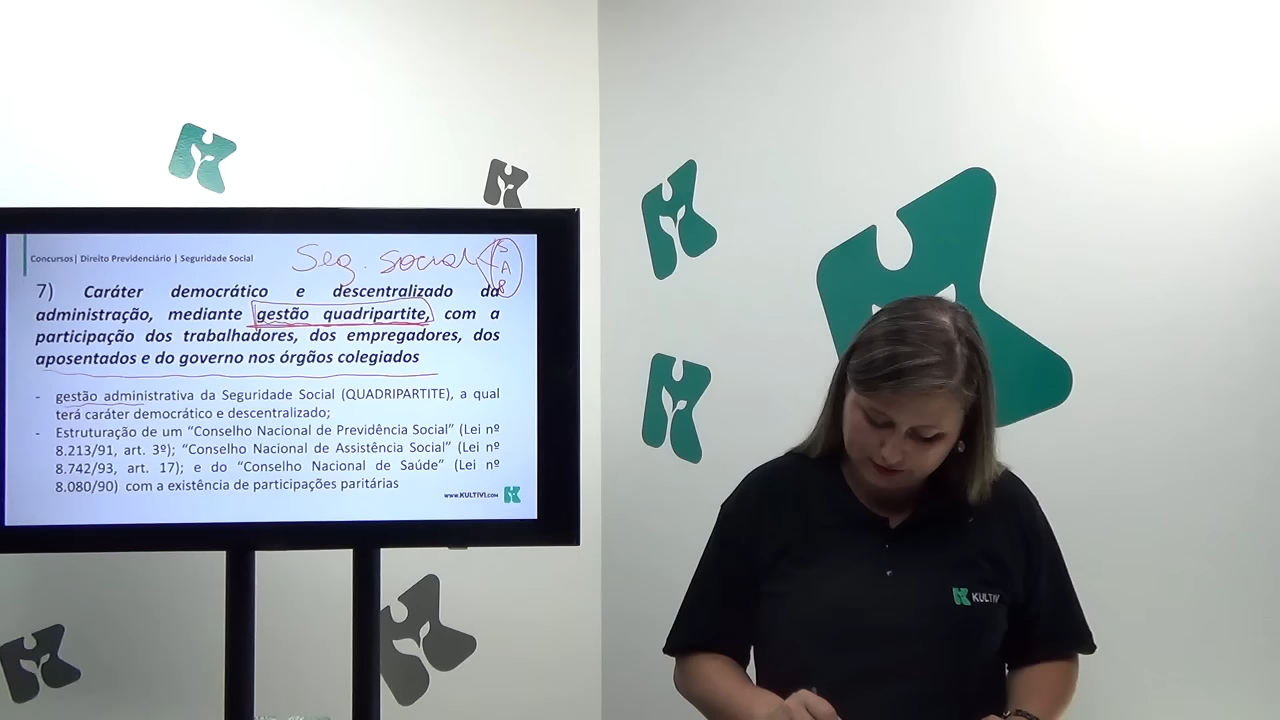 Concursos| Direito Previdenciário | Seguridade Social
Seg. social
S
A
7) Caráter democrático e descentralizado da
administração, mediante gestão quadripartite, com a
participação dos trabalhadores, dos empregadores, dos
aposentados e do governo nos órgãos colegiados
- gestão administrativa da Seguridade Social (QUADRIPARTITE), a qual
terá caráter democrático e descentralizado;
- Estruturação de um “Conselho Nacional de Previdência Social” (Lei nº
8.213/91, art. 3º); “Conselho Nacional de Assistência Social” (Lei nº
8.742/93, art. 17); e do “Conselho Nacional de Saúde” (Lei nº
8.080/90) com a existência de participações paritárias
www.KULTIVI.COM
KULTIVI